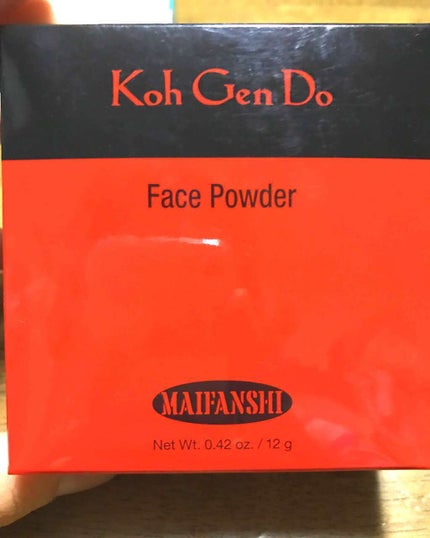 Koh Gen Do
Face Powder
MAIFANSHI
Net Wt. 0.42 oz. / 12 g